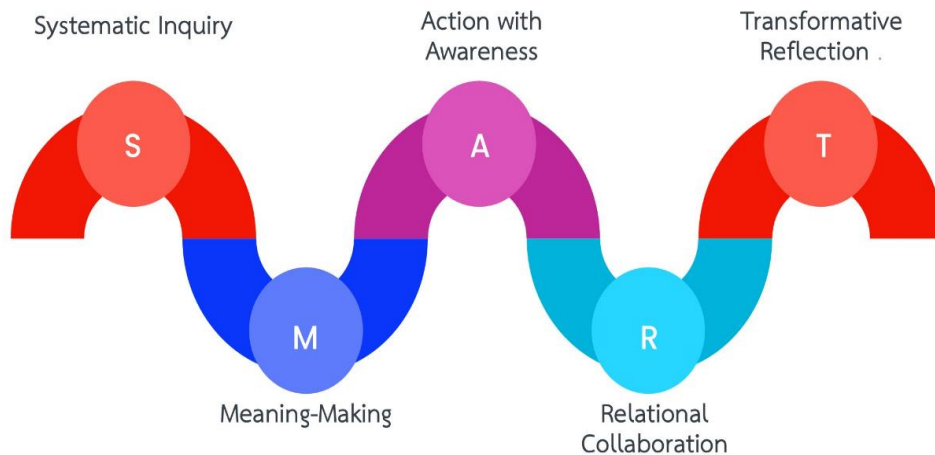 Systematic Inquiry
Action with
Awareness
Transformative
Reflection .
S
A
T
M
R
Meaning-Making
Relational
Collaboration